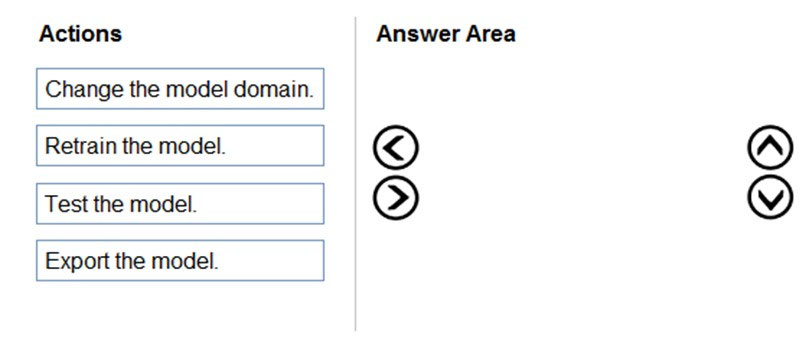 Actions
Answer Area
Change the model domain.
Retrain the model.
Test the model.
Export the model.